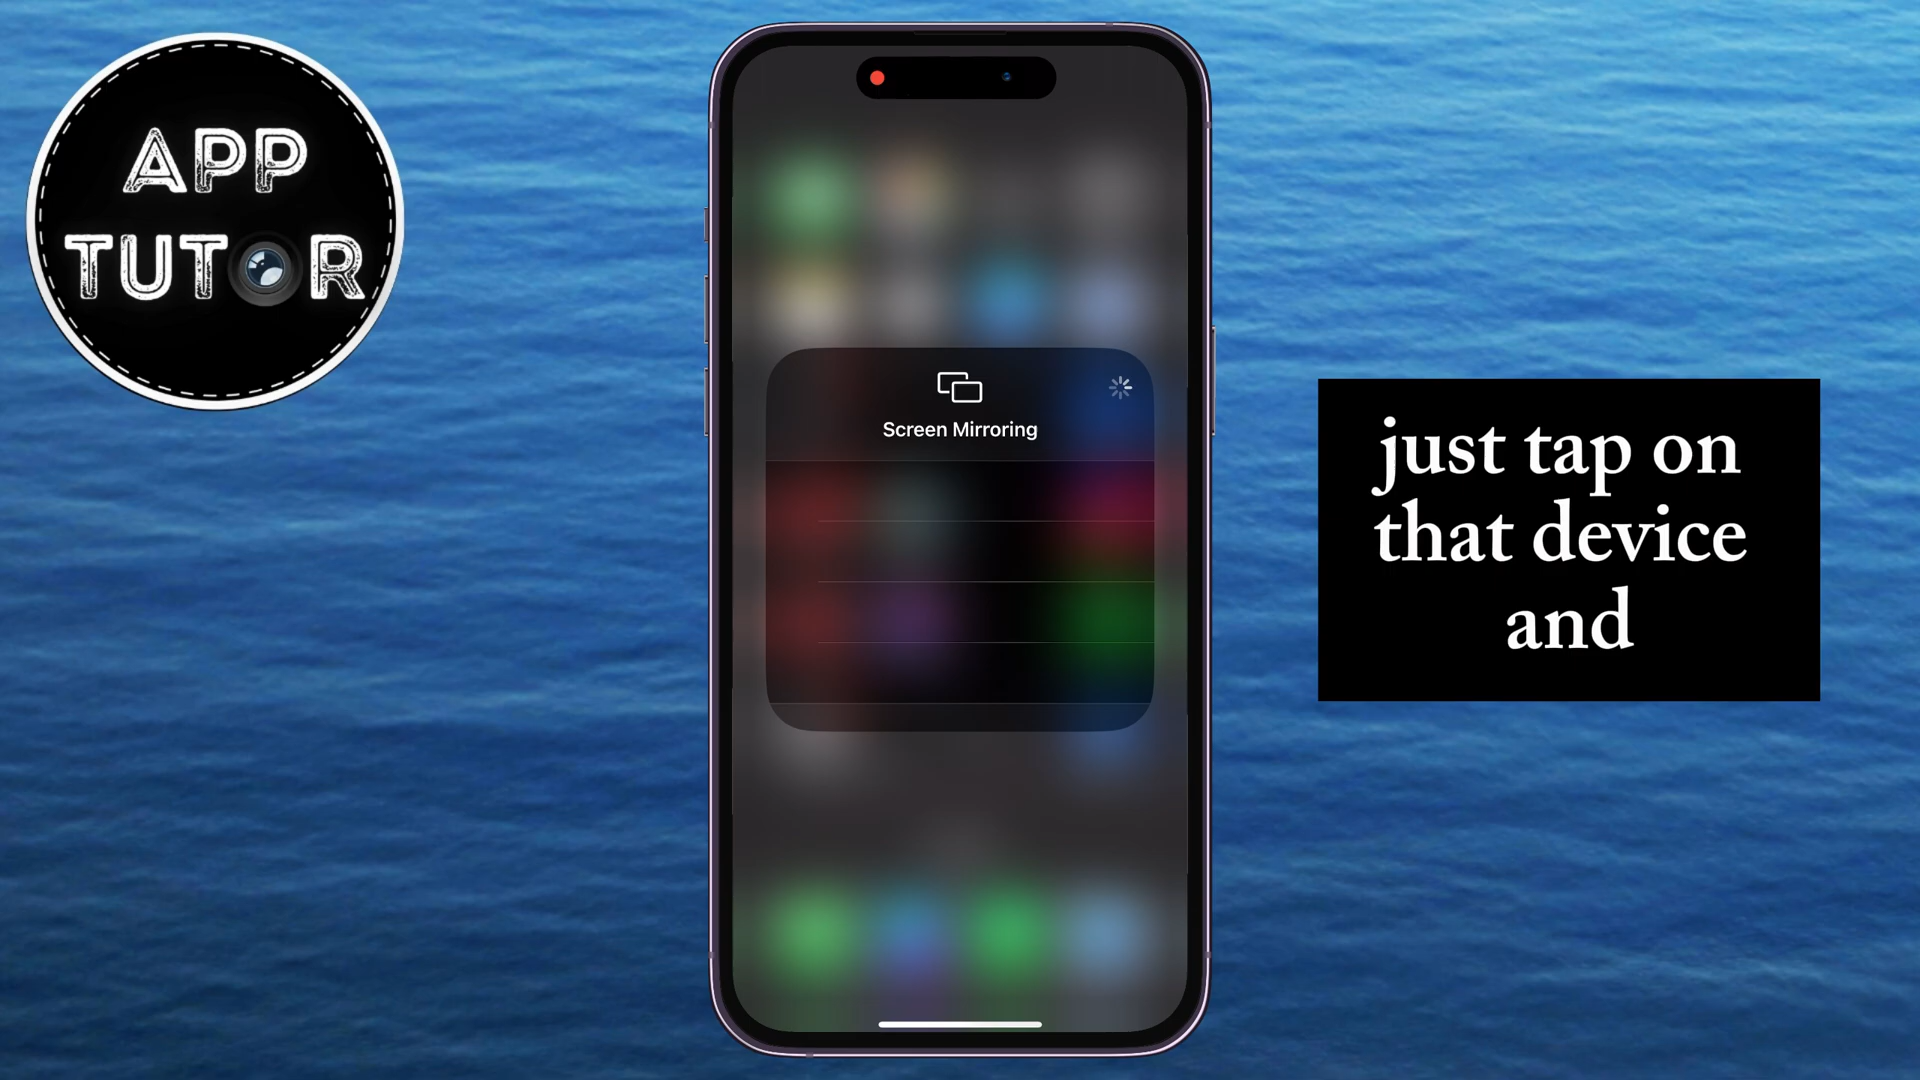 APP
TUTOR
Screen Mirroring
just tap on
that device
and